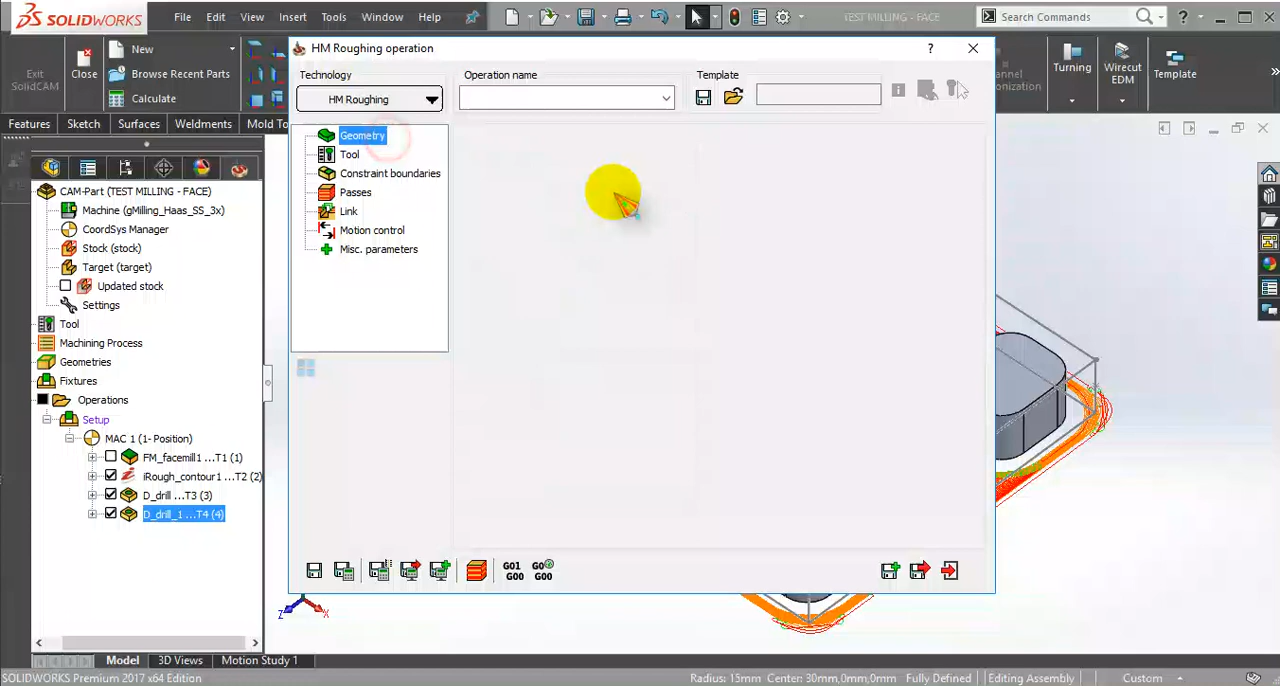 SOLIDWORKS
File Edit View Insert Tools Window Help
TEST MILLING - FACE
Search Commands
?
Exit
SolidCAM
Close
New
Browse Recent Parts
Calculate
Turning
Wirecut
EDM
Template
Features Sketch Surfaces Weldments Mold To
HM Roughing operation
?
Technology
HM Roughing
Operation name
Template
Geometry
Tool
Constraint boundaries
Passes
Link
Motion control
Misc. parameters
CAM-Part (TEST MILLING - FACE)
Machine (gMilling_Haas_SS_3x)
CoordSys Manager
Stock (stock)
Target (target)
Updated stock
Settings
Tool
Machining Process
Geometries
Fixtures
Operations
Setup
MAC 1 (1- Position)
FM_facemill1 ...T1 (1)
iRough_contour1 ...T2 (2)
D_drill ...T3 (3)
D_drill_1 ...T4 (4)
G01
G00
G0
G00
Z
X
Model 3D Views Motion Study 1
SOLIDWORKS Premium 2017 x64 Edition
Radius: 15mm Center: 30mm,0mm,0mm Fully Defined Editing Assembly Custom